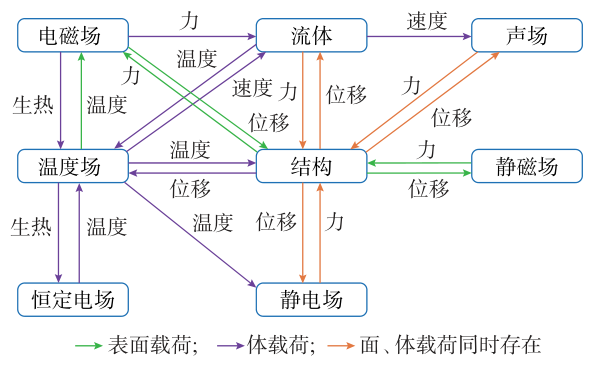 力
速度
电磁场
流体
声场
温度
力
速度
力
位移
力
生热
温度
位移
位移
温度
力
温度场
结构
静磁场
位移
位移
生热
温度
温度
位移
力
恒定电场
静电场
表面载荷; 体载荷; 面、体载荷同时存在